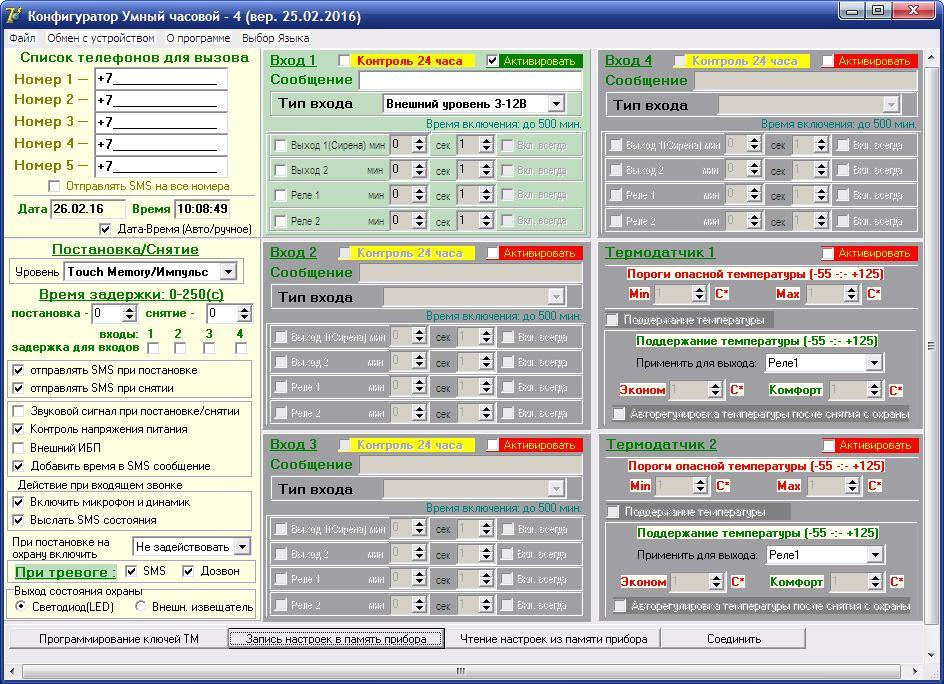 Конфигуратор Умный часовой - 4 (вер. 25.02.2016)
Файл Обмен с устройством О программе Выбор Языка
Список телефонов для вызова
Номер 1 — +7
Номер 2 — +7
Номер 3 — +7
Номер 4 — +7
Номер 5 — +7
Отправлять SMS на все номера
Дата 26.02.16 Время 10:08:49
Дата-Время (Авто/ручное)
Постановка/Снятие
Уровень Touch Memory/Импульс
Время задержки: 0-250(с)
постановка - 0 снятие - 0
входы: 1 2 3 4
задержка для входов
отправлять SMS при постановке
отправлять SMS при снятии
Звуковой сигнал при постановке/снятии
Контроль напряжения питания
Внешний ИБП
Добавить время в SMS сообщение
Действие при входящем звонке
Включить микрофон и динамик
Выслать SMS состояния
При постановке на
охрану включить Не задействовать
При тревоге : SMS Дозвон
Выход состояния охраны
Светодиод(LED) Внешн. извещатель
Вход 1 Контроль 24 часа Активировать
Сообщение
Тип входа Внешний уровень 3-12В
Время включения: до 500 мин.
Выход 1(Сирена) мин 0 сек 1 Вкл. всегда
Выход 2 мин 0 сек 1 Вкл. всегда
Реле 1 мин 0 сек 1 Вкл. всегда
Реле 2 мин 0 сек 1 Вкл. всегда
Вход 2 Контроль 24 часа Активировать
Сообщение
Тип входа
Время включения: до 500 мин.
Выход 1(Сирена) мин 0 сек 1 Вкл. всегда
Выход 2 мин 0 сек 1 Вкл. всегда
Реле 1 мин 0 сек 1 Вкл. всегда
Реле 2 мин 0 сек 1 Вкл. всегда
Вход 3 Контроль 24 часа Активировать
Сообщение
Тип входа
Время включения: до 500 мин.
Выход 1(Сирена) мин 0 сек 1 Вкл. всегда
Выход 2 мин 0 сек 1 Вкл. всегда
Реле 1 мин 0 сек 1 Вкл. всегда
Реле 2 мин 0 сек 1 Вкл. всегда
Вход 4 Контроль 24 часа Активировать
Сообщение
Тип входа
Время включения: до 500 мин.
Выход 1(Сирена) мин 0 сек 1 Вкл. всегда
Выход 2 мин 0 сек 1 Вкл. всегда
Реле 1 мин 0 сек 1 Вкл. всегда
Реле 2 мин 0 сек 1 Вкл. всегда
Термодатчик 1 Активировать
Пороги опасной температуры (-55 -:- +125)
Min 1 C* Max 1 C*
Поддержание температуры
Поддержание температуры (-55 -:- +125)
Применить для выхода: Реле1
Эконом 1 C* Комфорт 1 C*
Авторегулировка температуры после снятия с охраны
Термодатчик 2 Активировать
Пороги опасной температуры (-55 -:- +125)
Min 1 C* Max 1 C*
Поддержание температуры
Поддержание температуры (-55 -:- +125)
Применить для выхода: Реле1
Эконом 1 C* Комфорт 1 C*
Авторегулировка температуры после снятия с охраны
Программирование ключей ТМ Запись настроек в память прибора Чтение настроек из памяти прибора Соединить